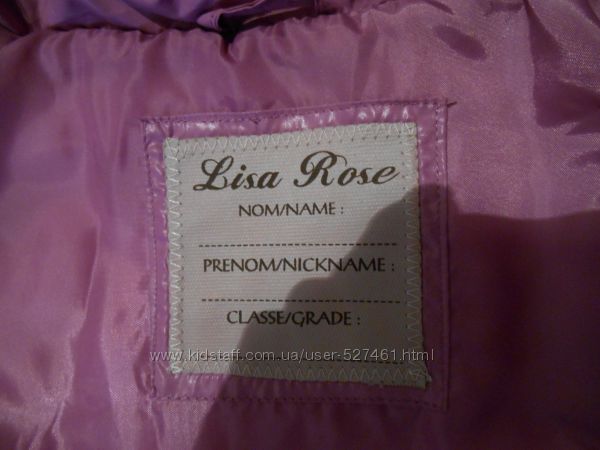 Lisa Rose
NOM/NAME :
PRENOM/NICKNAME :
CLASSE/GRADE :
www.kidstaff.com.ua/user-527461.html